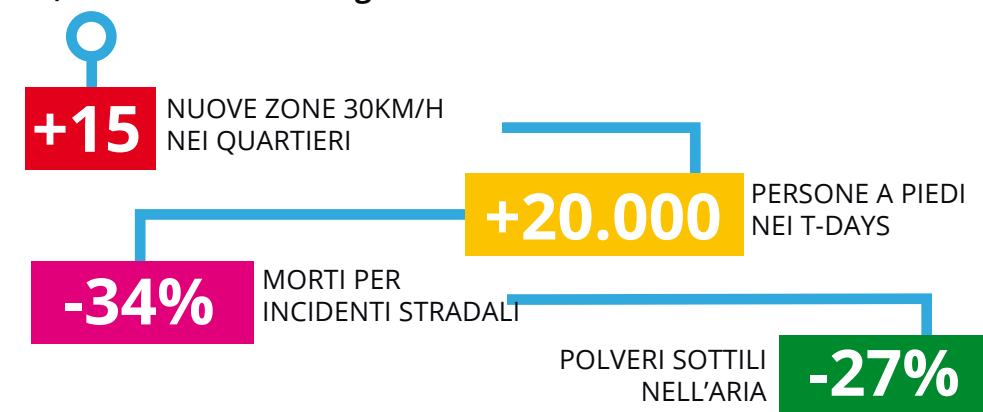 +15
NUOVE ZONE 30KM/H
NEI QUARTIERI
+20.000
PERSONE A PIEDI
NEI T-DAYS
-34%
MORTI PER
INCIDENTI STRADALI
POLVERI SOTTILI
NELL’ARIA
-27%